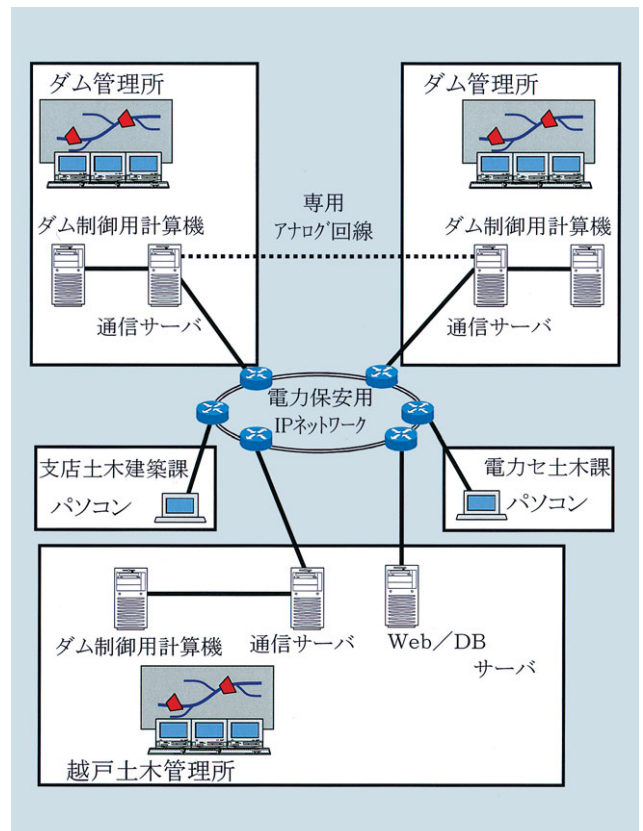 ダム管理所
ダム管理所
専用
アナログ回線
ダム制御用計算機
ダム制御用計算機
通信サーバ
通信サーバ
電力保安用
IPネットワーク
支店土木建築課
パソコン
電力セ土木課
パソコン
ダム制御用計算機
通信サーバ
Web／DB
サーバ
越戸土木管理所